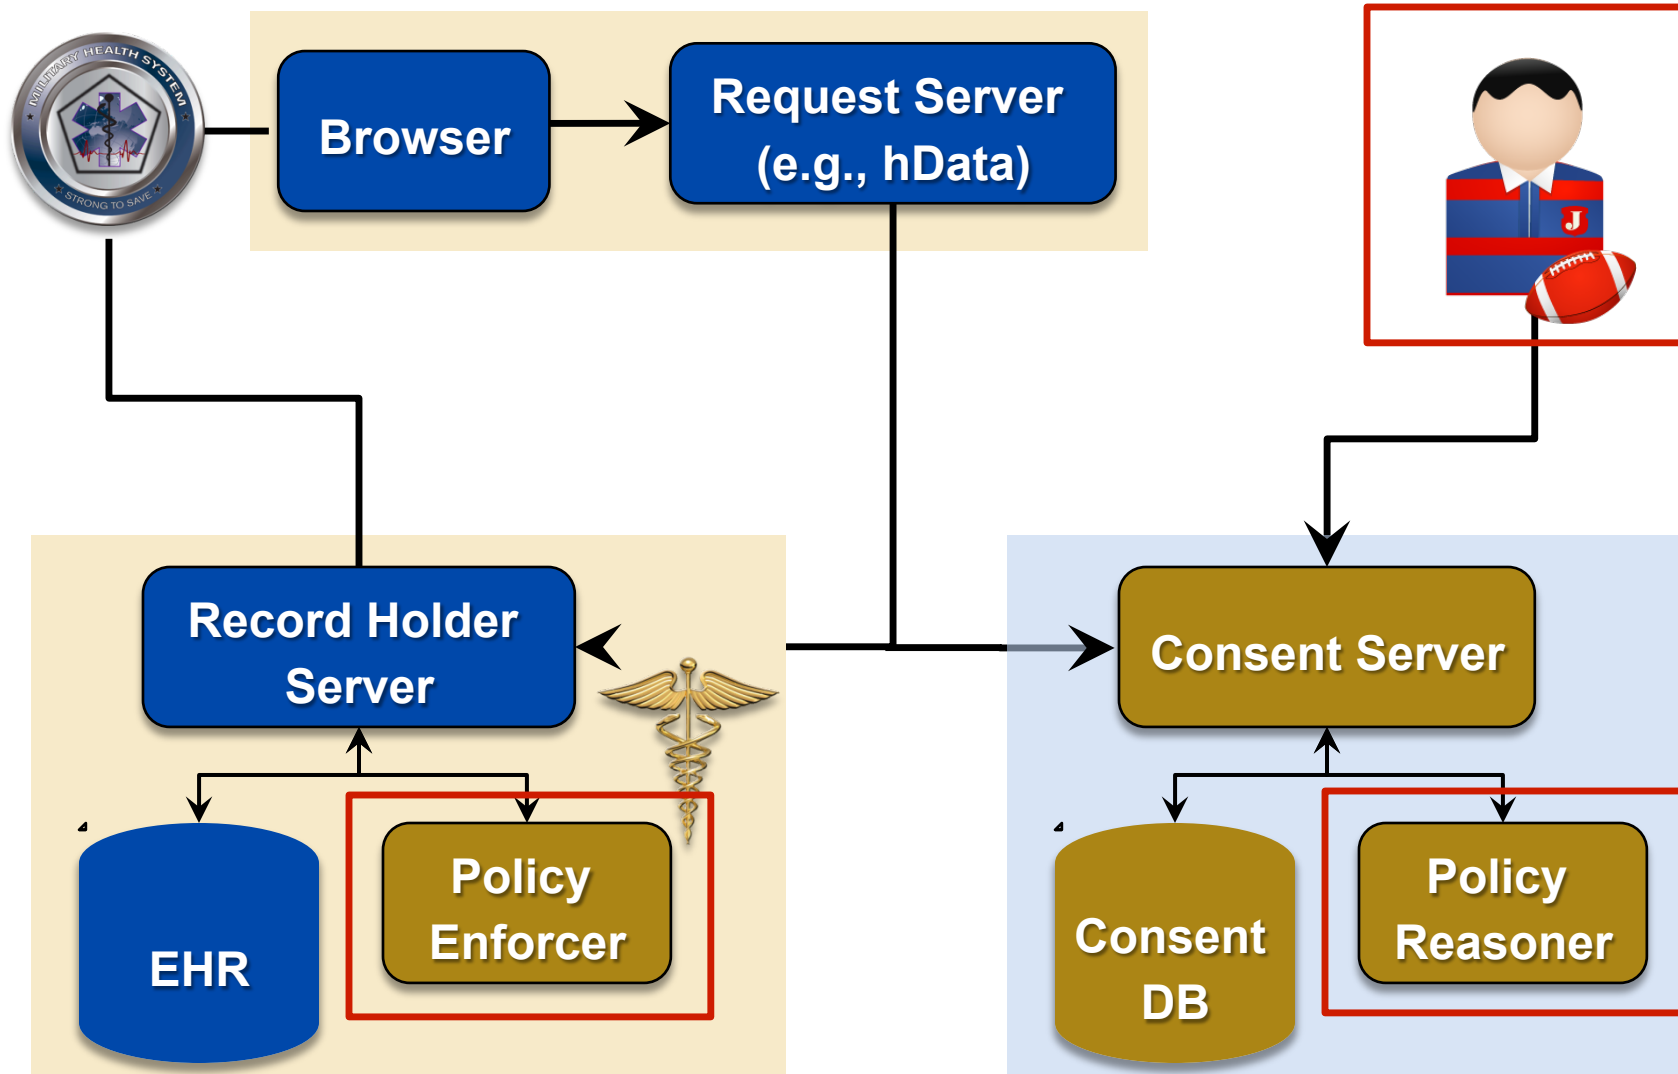 MILITARY HEALTH SYSTEM
STRONG TO SAVE
Browser
Request Server
(e.g., hData)
J
Record Holder
Server
Consent Server
EHR
Policy
Enforcer
Consent
DB
Policy
Reasoner